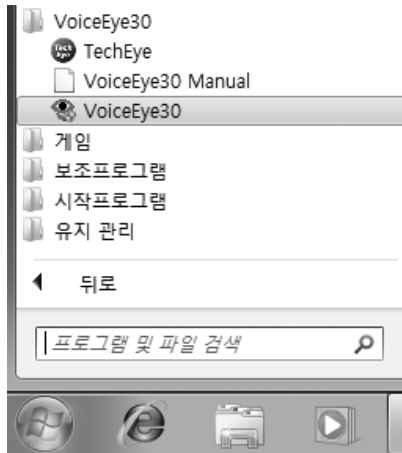 VoiceEye30
TechEye
VoiceEye30 Manual
VoiceEye30
게임
보조프로그램
시작프로그램
유지 관리
뒤로
프로그램 및 파일 검색